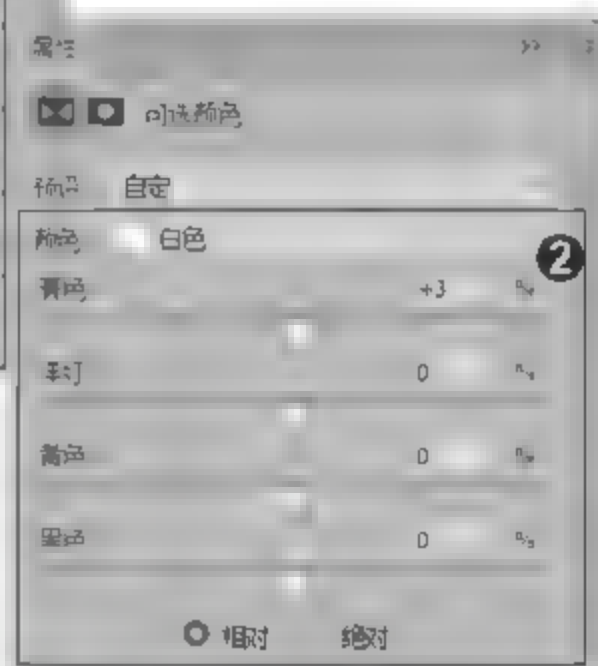 属性 >>
可选颜色
预设 自定
颜色 白色
2
青色 +3 %
洋红 0 %
黄色 0 %
黑色 0 %
相对 绝对